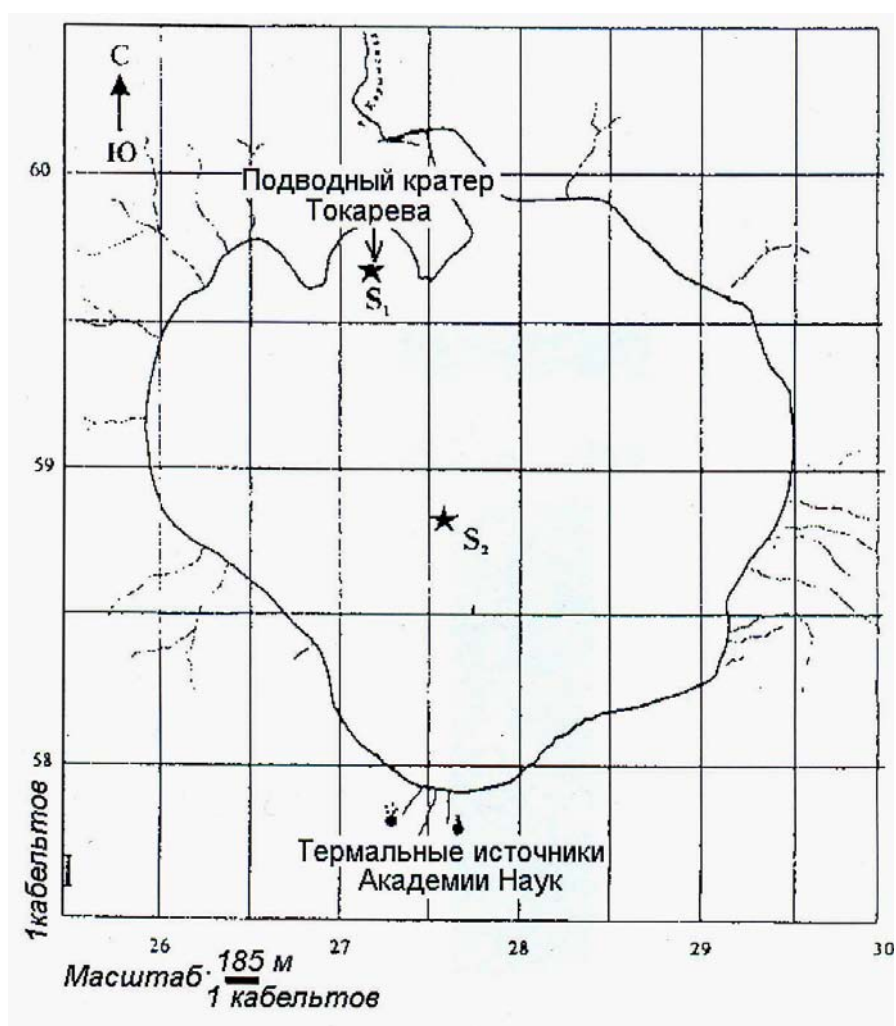 С
Ю
р. Карымская
60
Подводный кратер
Токарева
S1
59
S2
58
Термальные источники
Академии Наук
1кабельтов
26
27
28
29
30
Масштаб· 185 м
1 кабельтов